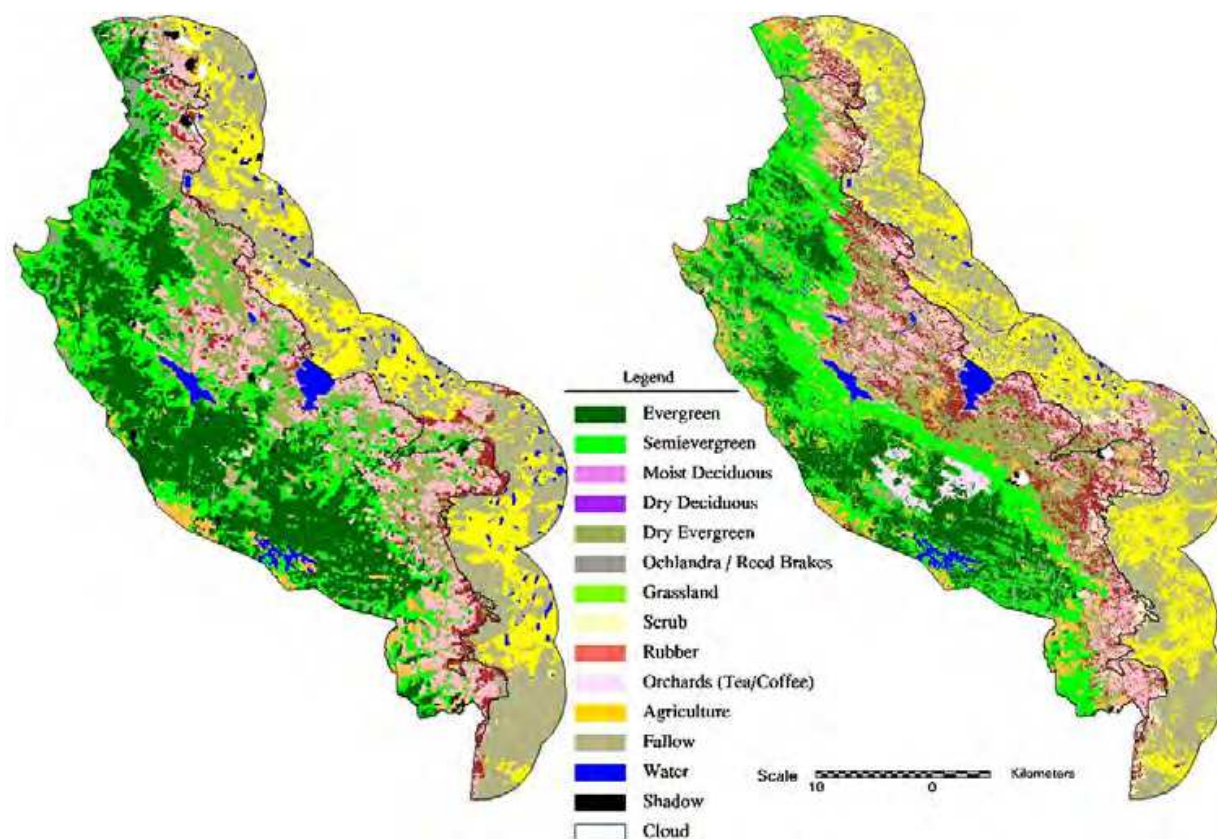 Legend
Evergreen
Semievergreen
Moist Deciduous
Dry Deciduous
Dry Evergreen
Ochlandra / Reed Brakes
Grassland
Scrub
Rubber
Orchards (Tea/Coffee)
Agriculture
Fallow
Water
Shadow
Cloud
Scale
Kilometers
10 0